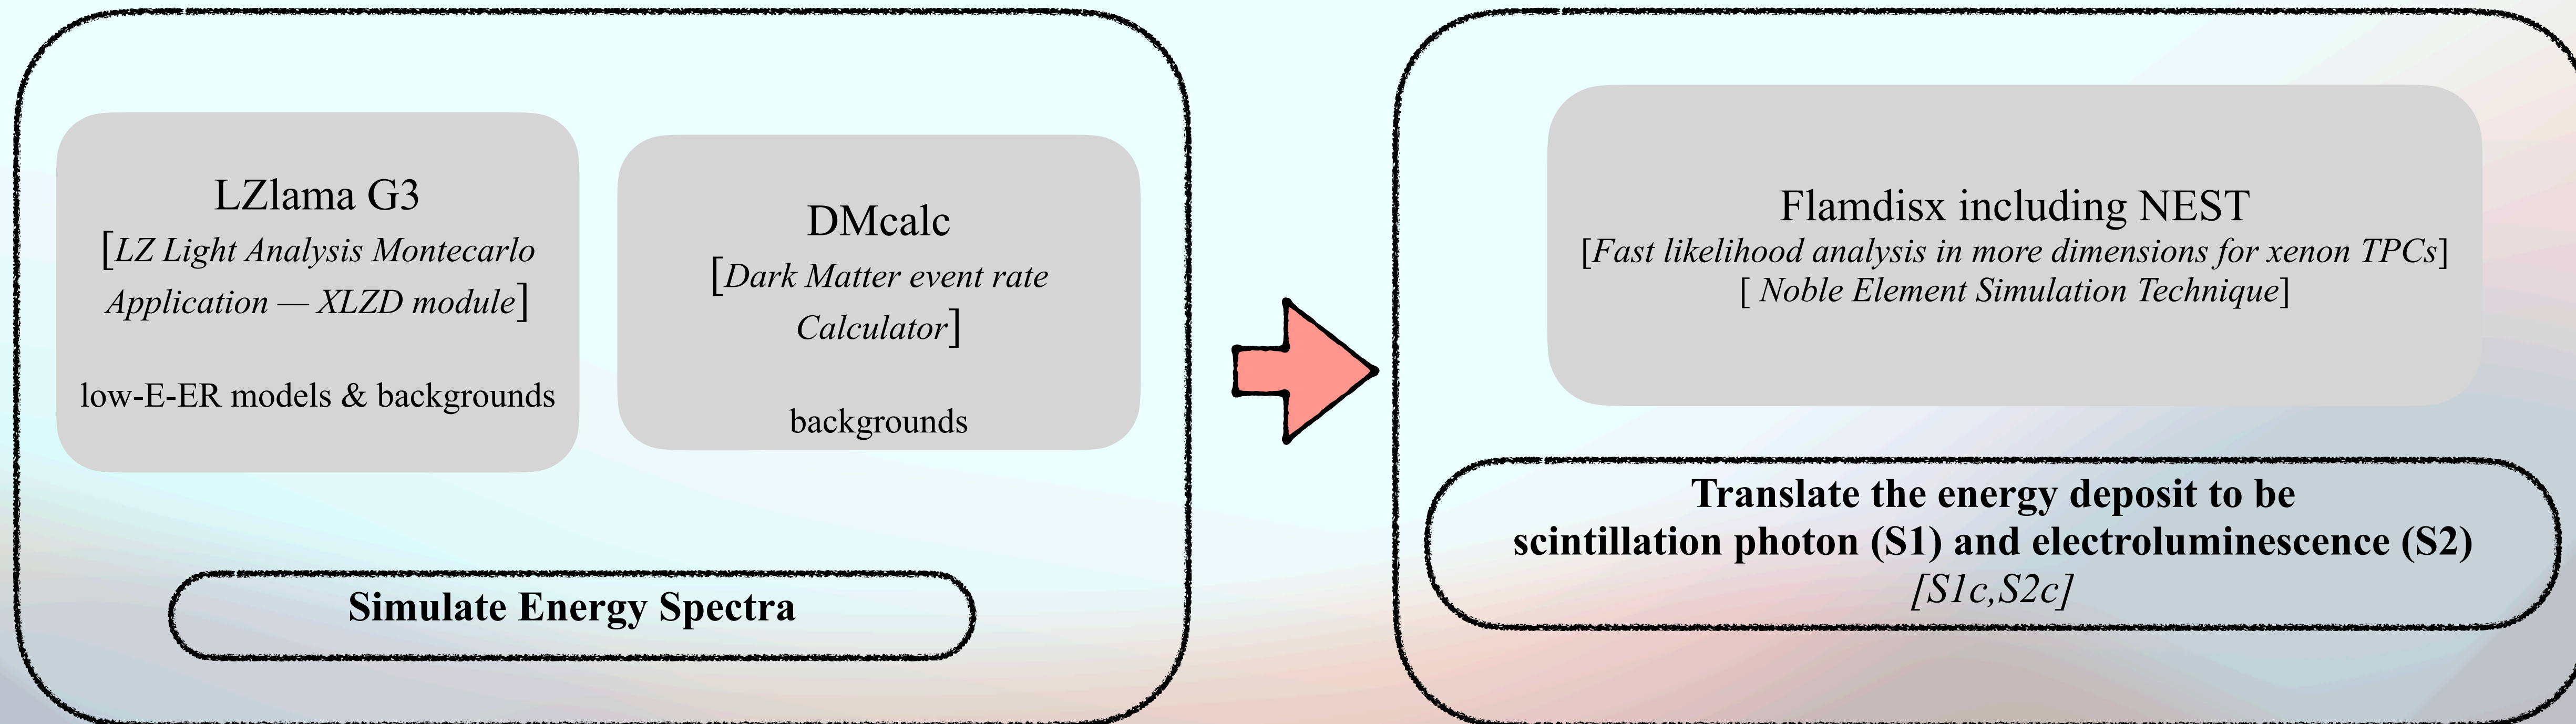 LZlama G3
[LZ Light Analysis Montecarlo
Application — XLZD module]
low-E-ER models & backgrounds
DMcalc
[Dark Matter event rate
Calculator]
backgrounds
Simulate Energy Spectra
Flamdisx including NEST
[Fast likelihood analysis in more dimensions for xenon TPCs]
[ Noble Element Simulation Technique]
Translate the energy deposit to be
scintillation photon (S1) and electroluminescence (S2)
[S1c,S2c]